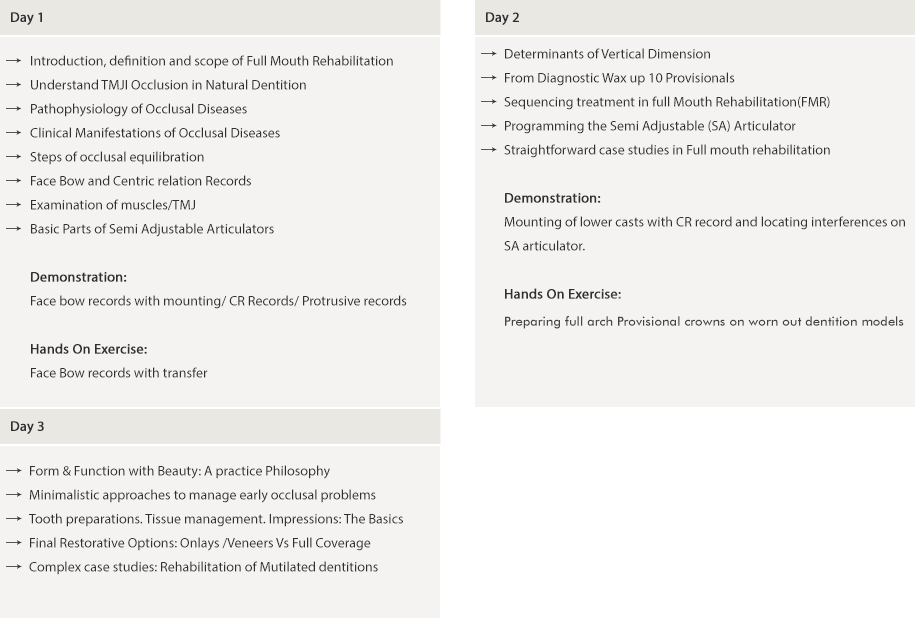 Day 1
→ Introduction, definition and scope of Full Mouth Rehabilitation
→ Understand TMJI Occlusion in Natural Dentition
→ Pathophysiology of Occlusal Diseases
→ Clinical Manifestations of Occlusal Diseases
→ Steps of occlusal equilibration
→ Face Bow and Centric relation Records
→ Examination of muscles/TMJ
→ Basic Parts of Semi Adjustable Articulators
Demonstration:
Face bow records with mounting/ CR Records/ Protrusive records
Hands On Exercise:
Face Bow records with transfer
Day 2
→ Determinants of Vertical Dimension
→ From Diagnostic Wax up 10 Provisionals
→ Sequencing treatment in full Mouth Rehabilitation(FMR)
→ Programming the Semi Adjustable (SA) Articulator
→ Straightforward case studies in Full mouth rehabilitation
Demonstration:
Mounting of lower casts with CR record and locating interferences on
SA articulator.
Hands On Exercise:
Preparing full arch Provisional crowns on worn out dentition models
Day 3
→ Form & Function with Beauty: A practice Philosophy
→ Minimalistic approaches to manage early occlusal problems
→ Tooth preparations. Tissue management. Impressions: The Basics
→ Final Restorative Options: Onlays /Veneers Vs Full Coverage
→ Complex case studies: Rehabilitation of Mutilated dentitions